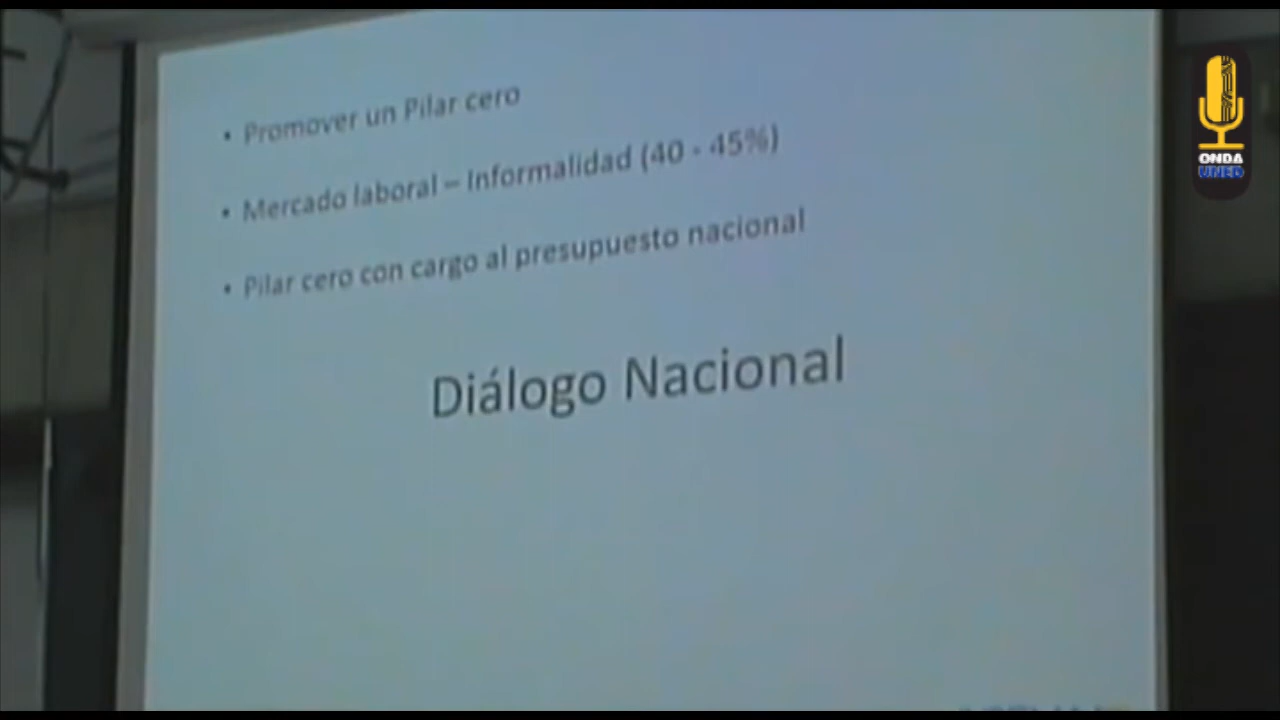 • Promover un Pilar cero
• Mercado laboral – Informalidad (40 - 45%)
• Pilar cero con cargo al presupuesto nacional
Diálogo Nacional
ONDA
UNED